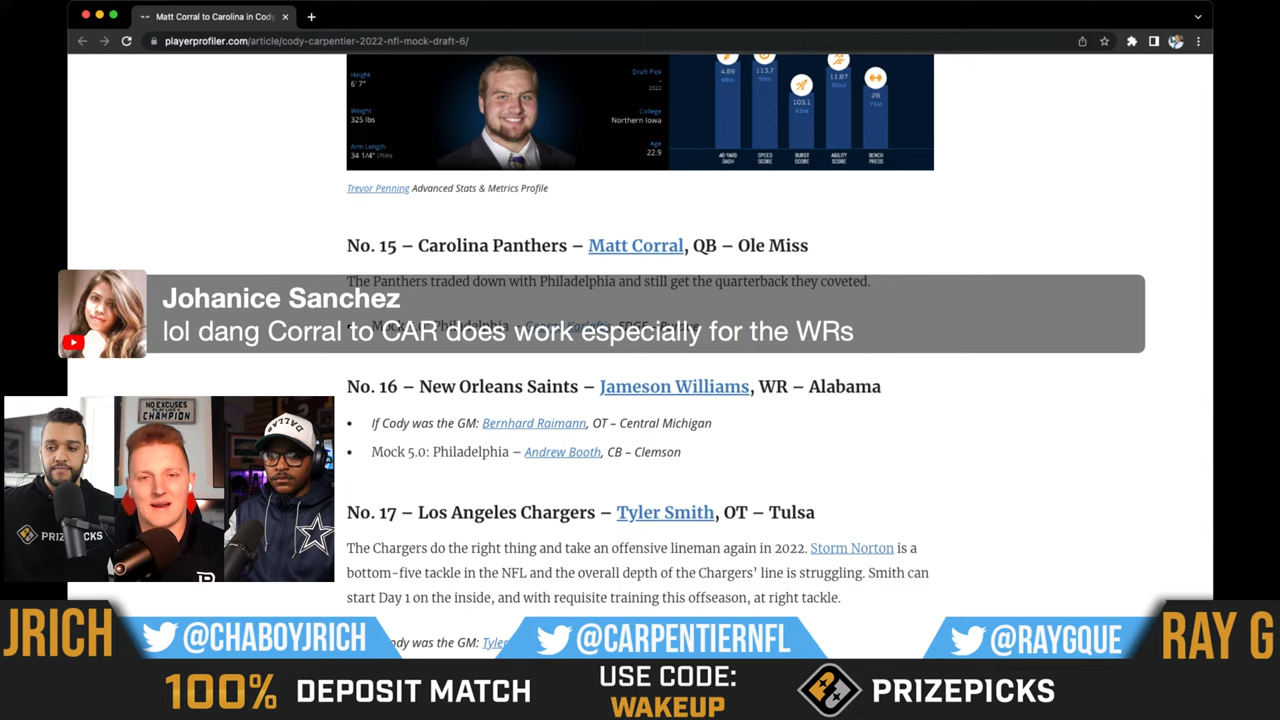 Matt Corral to Carolina in Cody
playerprofiler.com/article/cody-carpentier-2022-nfl-mock-draft-6/
Height
6' 7"
Weight
325 lbs
Arm Length
34 1/4"
Draft Pick
2022
College
Northern Iowa
Age
22.9
4.89
113.7
103.1
11.87
28
40-YARD DASH
SPEED SCORE
BURST SCORE
AGILITY SCORE
BENCH PRESS
Trevor Penning Advanced Stats & Metrics Profile
No. 15 – Carolina Panthers – Matt Corral, QB – Ole Miss
The Panthers traded down with Philadelphia and still get the quarterback they coveted.
Johanice Sanchez
lol dang Corral to CAR does work especially for the WRs
No. 16 – New Orleans Saints – Jameson Williams, WR – Alabama
If Cody was the GM: Bernhard Raimann, OT – Central Michigan
Mock 5.0: Philadelphia – Andrew Booth, CB – Clemson
No. 17 – Los Angeles Chargers – Tyler Smith, OT – Tulsa
The Chargers do the right thing and take an offensive lineman again in 2022. Storm Norton is a
bottom-five tackle in the NFL and the overall depth of the Chargers' line is struggling. Smith can
start Day 1 on the inside, and with requisite training this offseason, at right tackle.
ody was the GM: Tyler
NO EXCUSES
PLAY LIKE A
CHAMPION
DALLAS
PRIZEPICKS
JRICH
@CHABOYJRICH
@CARPENTIERNFL
@RAYGQUE
RAY G
100% DEPOSIT MATCH
USE CODE:
WAKEUP
PRIZEPICKS